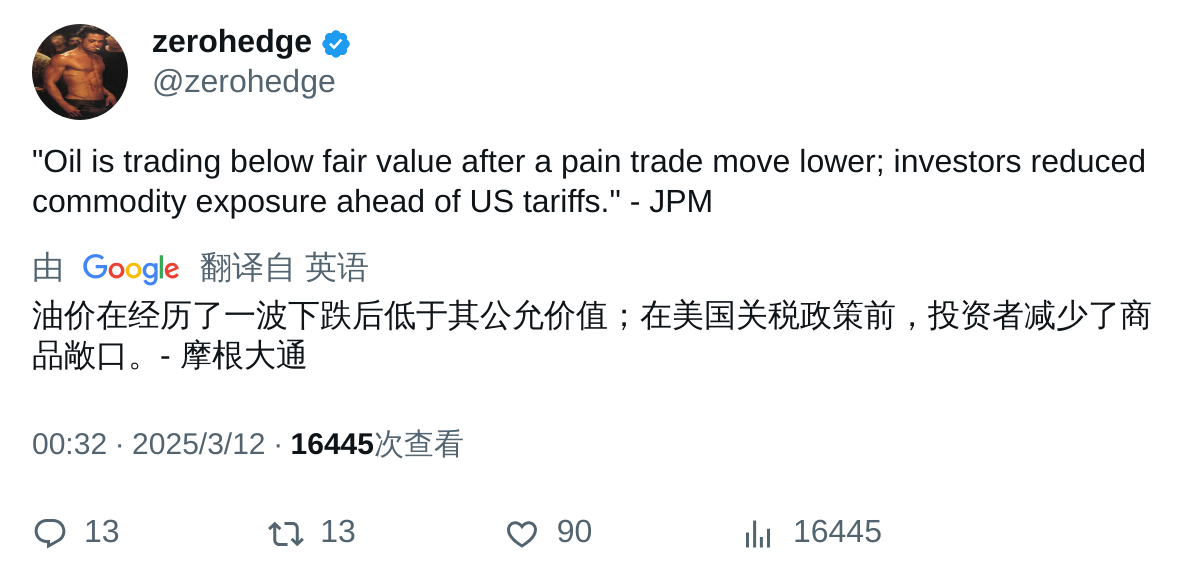 zerohedge
@zerohedge
"Oil is trading below fair value after a pain trade move lower; investors reduced
commodity exposure ahead of US tariffs." - JPM
由 Google 翻译自 英语
油价在经历了一波下跌后低于其公允价值；在美国关税政策前，投资者减少了商
品敞口。- 摩根大通
00:32 · 2025/3/12 · 16445次查看
13 13 90 16445